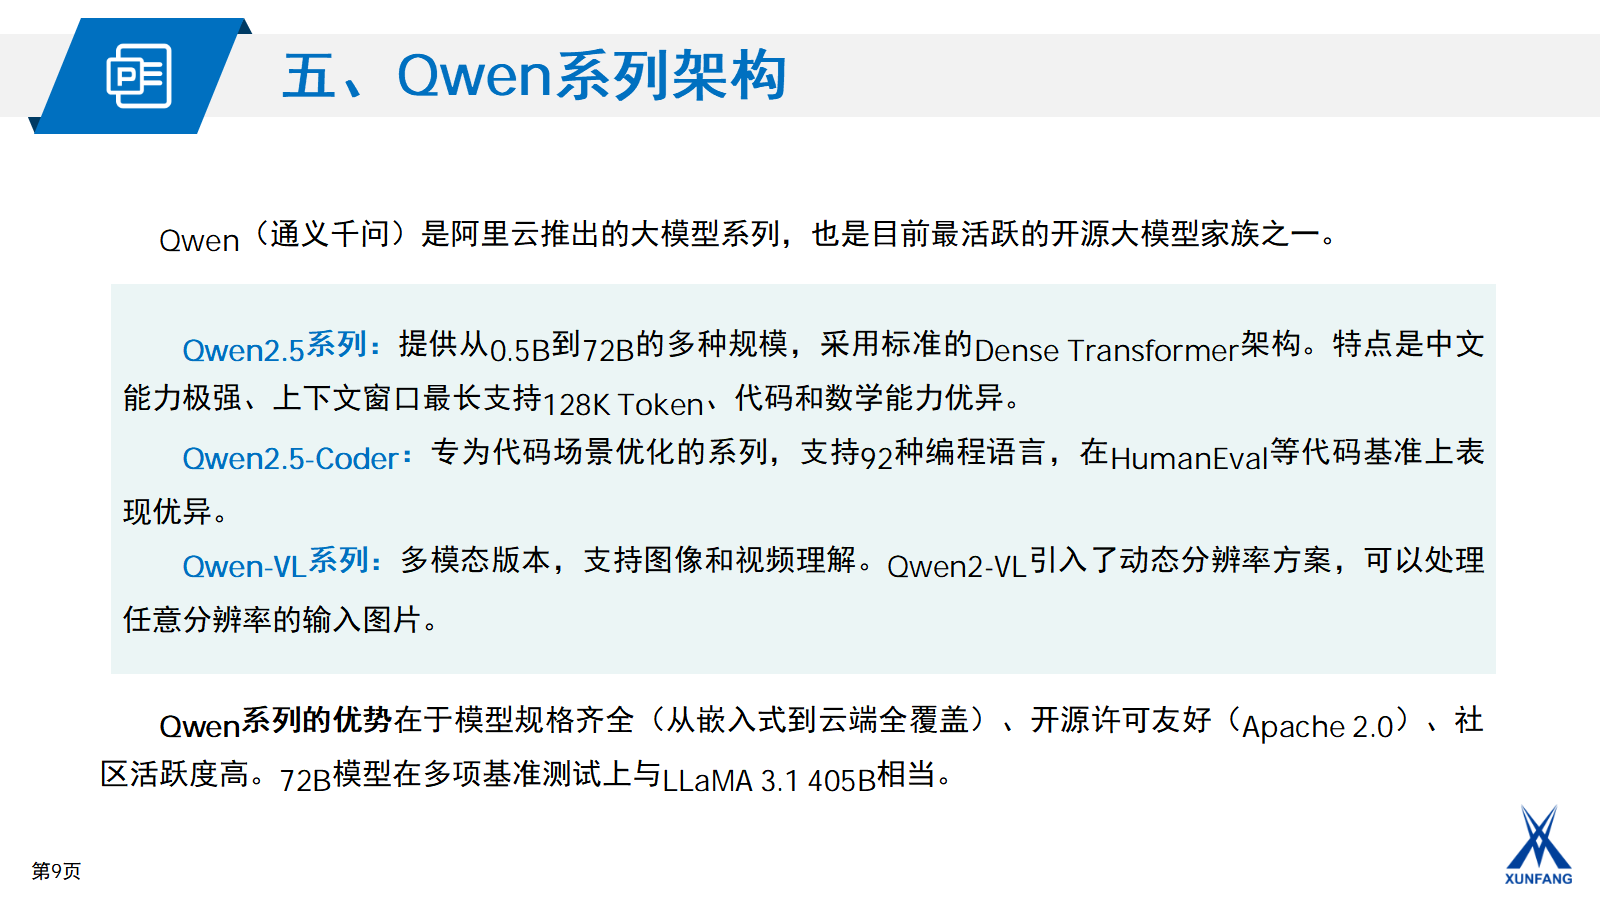 五、Qwen系列架构
Qwen（通义千问）是阿里云推出的大模型系列，也是目前最活跃的开源大模型家族之一。
Qwen2.5系列：提供从0.5B到72B的多种规模，采用标准的Dense Transformer架构。特点是中文
能力极强、上下文窗口最长支持128K Token、代码和数学能力优异。
Qwen2.5-Coder：专为代码场景优化的系列，支持92种编程语言，在HumanEval等代码基准上表
现优异。
Qwen-VL系列：多模态版本，支持图像和视频理解。Qwen2-VL引入了动态分辨率方案，可以处理
任意分辨率的输入图片。
Qwen系列的优势在于模型规格齐全（从嵌入式到云端全覆盖）、开源许可友好（Apache 2.0）、社
区活跃度高。72B模型在多项基准测试上与LLaMA 3.1 405B相当。
第9页
XUNFANG